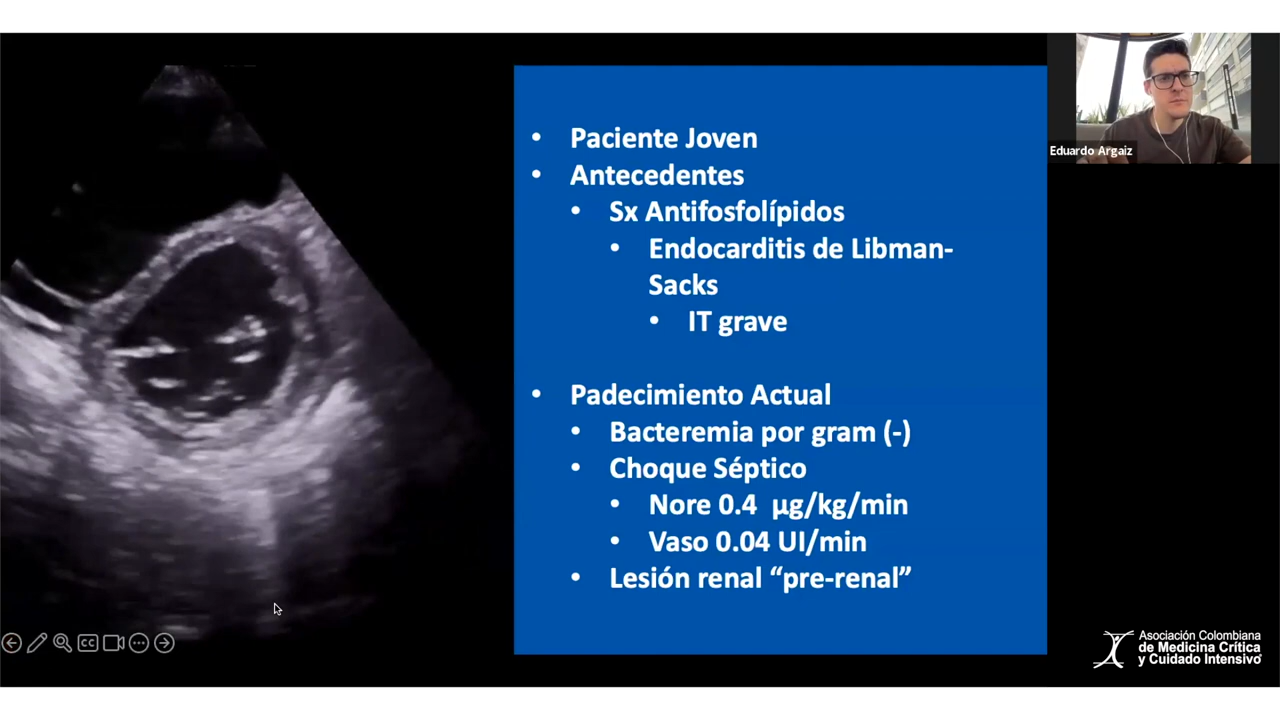 • Paciente Joven
• Antecedentes
• Sx Antifosfolípidos
• Endocarditis de Libman-
Sacks
• IT grave
• Padecimiento Actual
• Bacteremia por gram (-)
• Choque Séptico
• Nore 0.4 µg/kg/min
• Vaso 0.04 UI/min
• Lesión renal “pre-renal”
Eduardo Argaiz
CC
Asociación Colombiana
de Medicina Crítica
y Cuidado Intensivo